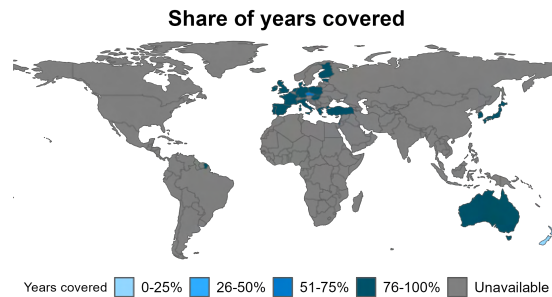 Share of years covered
Years covered 0-25% 26-50% 51-75% 76-100% Unavailable